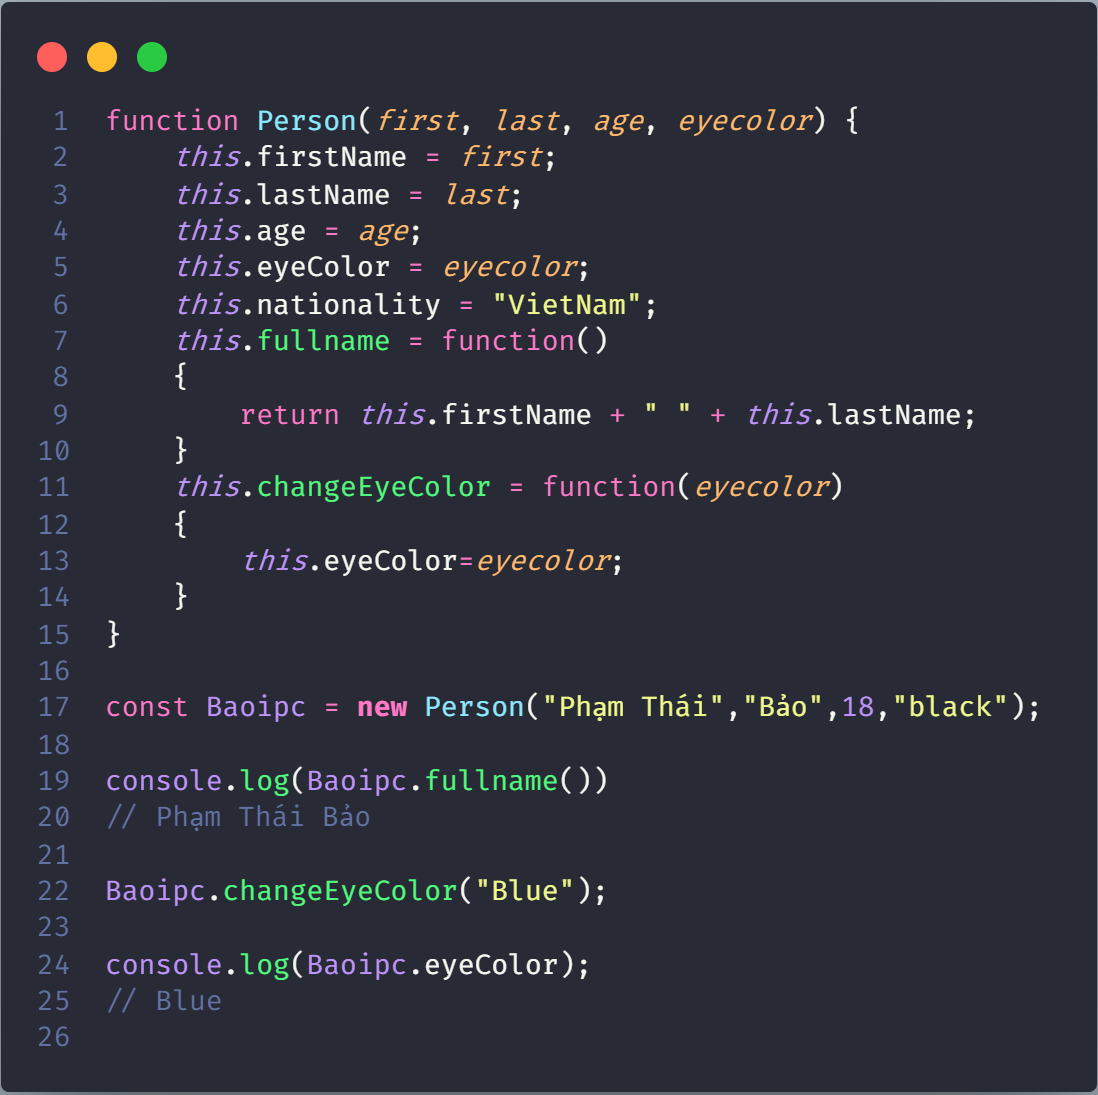 1 function Person(first, last, age, eyecolor) {
2     this.firstName = first;
3     this.lastName = last;
4     this.age = age;
5     this.eyeColor = eyecolor;
6     this.nationality = "VietNam";
7     this.fullname = function()
8     {
9         return this.firstName + " " + this.lastName;
10     }
11     this.changeEyeColor = function(eyecolor)
12     {
13         this.eyeColor=eyecolor;
14     }
15 }
16
17 const Baoipc = new Person("Phạm Thái","Bảo",18,"black");
18
19 console.log(Baoipc.fullname())
20 // Phạm Thái Bảo
21
22 Baoipc.changeEyeColor("Blue");
23
24 console.log(Baoipc.eyeColor);
25 // Blue
26